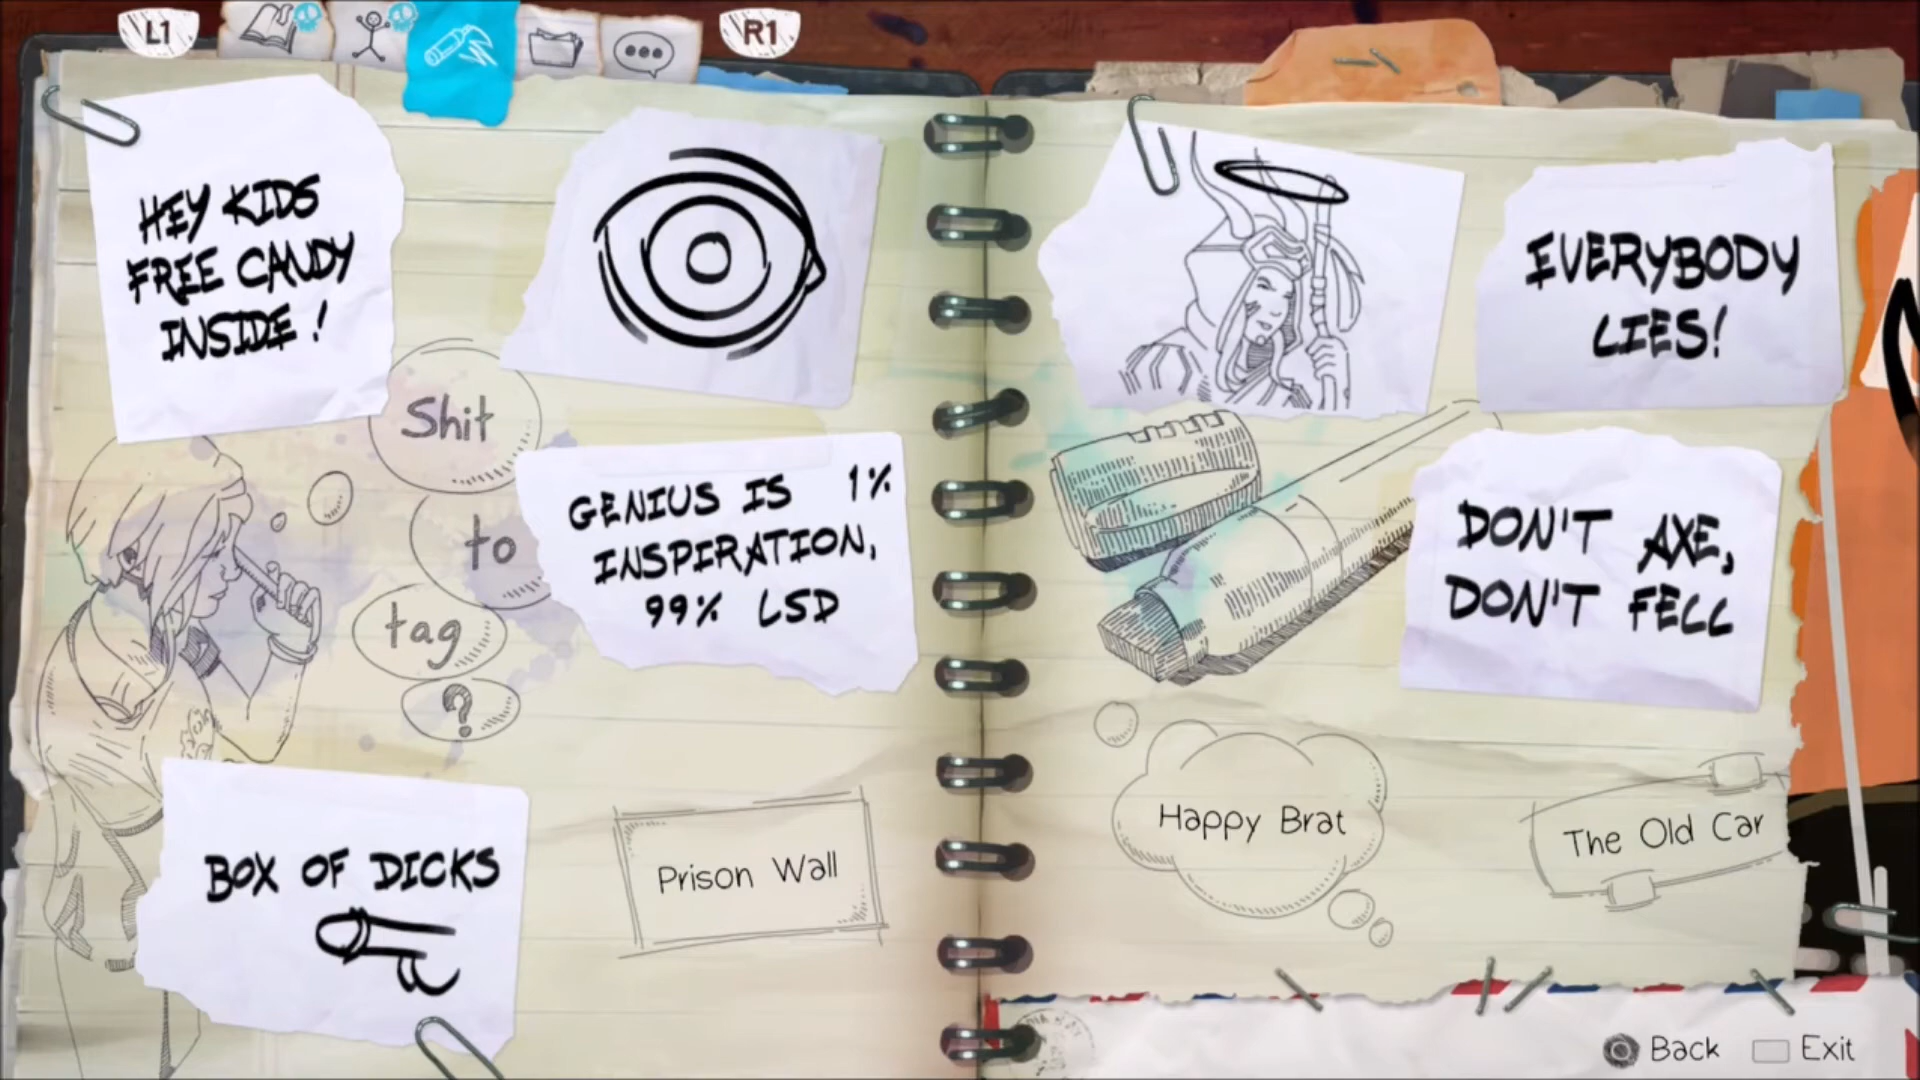 L1
R1
HEY KIDS
FREE CANDY
INSIDE!
Shit
to
tag
?
GENIUS IS 1%
INSPIRATION,
99% LSD
BOX OF DICKS
Prison Wall
EVERYBODY
LIES!
DON'T AXE,
DON'T FELL
Happy Brat
The Old Car
Back
Exit